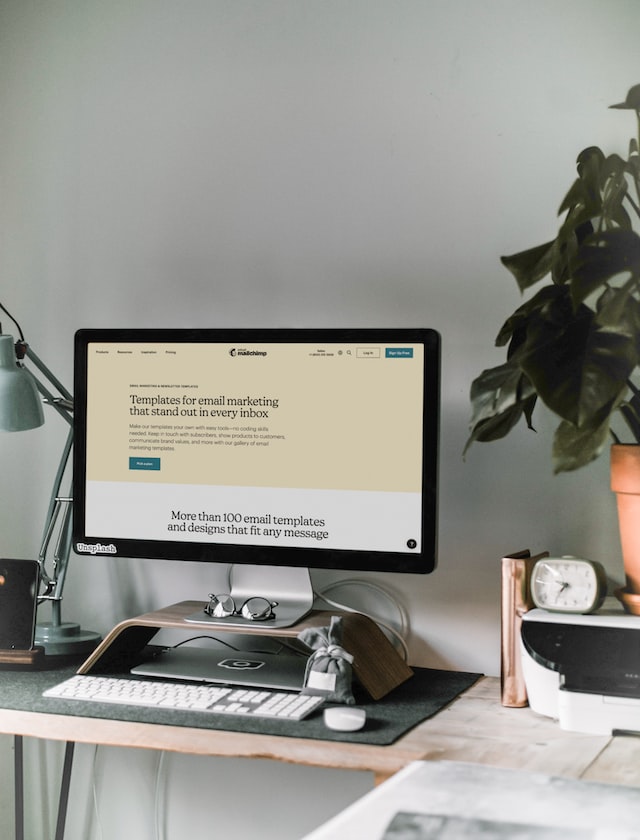 Products Resources Inspiration Pricing
intuit
mailchimp
Sales
Log In
Sign Up Free
EMAIL MARKETING & NEWSLETTER TEMPLATES
Templates for email marketing
that stand out in every inbox
Make our templates your own with easy tools—no coding skills
needed. Keep in touch with subscribers, show products to customers,
communicate brand values, and more with our gallery of email
marketing templates.
Pick a plan
More than 100 email templates
and designs that fit any message
?
Unsplash